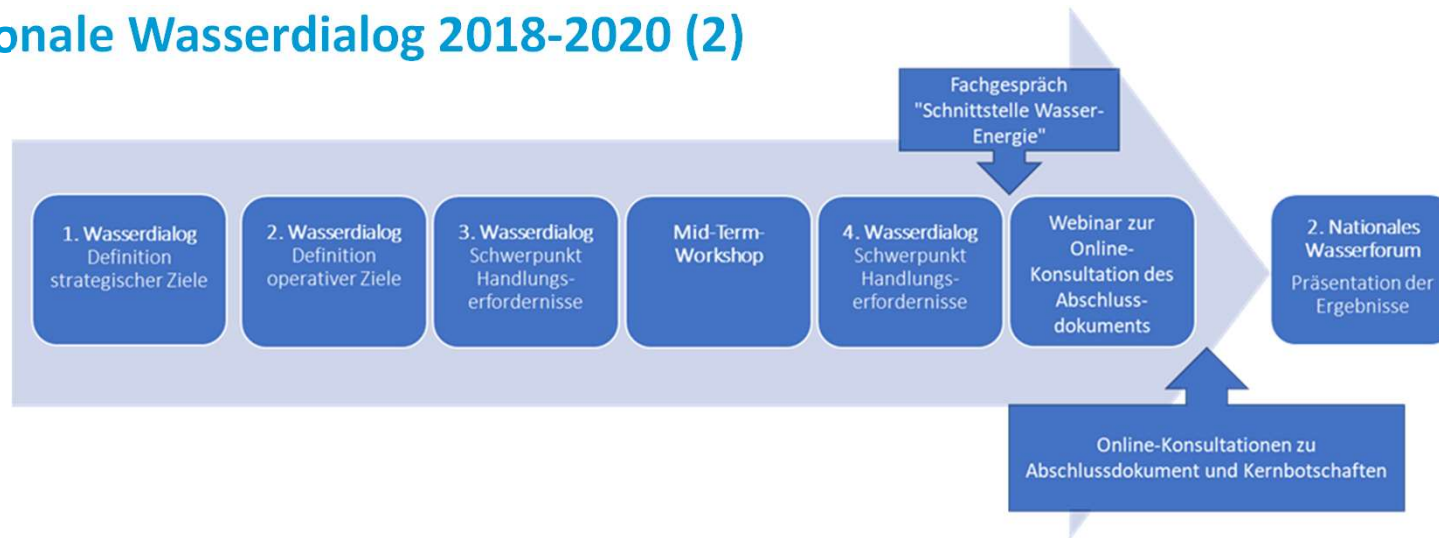 onale Wasserdialog 2018-2020 (2)
Fachgespräch
"Schnittstelle Wasser-
Energie"
1. Wasserdialog
Definition
strategischer Ziele
2. Wasserdialog
Definition
operativer Ziele
3. Wasserdialog
Schwerpunkt
Handlungs-
erfordernisse
Mid-Term-
Workshop
4. Wasserdialog
Schwerpunkt
Handlungs-
erfordernisse
Webinar zur
Online-
Konsultation des
Abschluss-
dokuments
2. Nationales
Wasserforum
Präsentation der
Ergebnisse
Online-Konsultationen zu
Abschlussdokument und Kernbotschaften